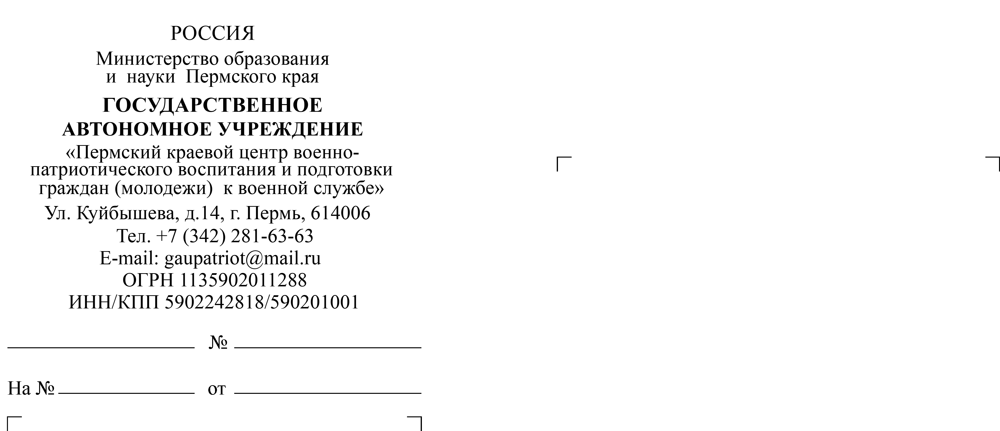 РОССИЯ
Министерство образования
и науки Пермского края
ГОСУДАРСТВЕННОЕ
АВТОНОМНОЕ УЧРЕЖДЕНИЕ
«Пермский краевой центр военно-
патриотического воспитания и подготовки
граждан (молодежи) к военной службе»
Ул. Куйбышева, д.14, г. Пермь, 614006
Тел. +7 (342) 281-63-63
E-mail: gaupatriot@mail.ru
ОГРН 1135902011288
ИНН/КПП 5902242818/590201001
№
На № от